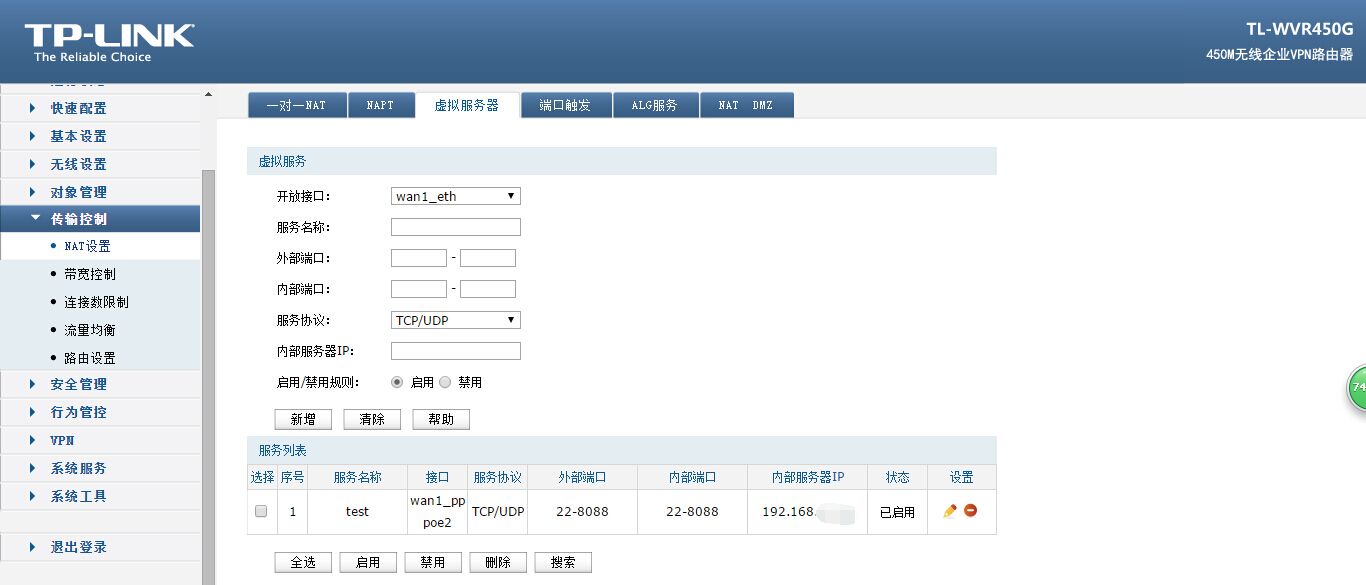 TP-LINK
The Reliable Choice
TL-WVR450G
450M无线企业VPN路由器
快速配置
基本设置
无线设置
对象管理
传输控制
NAT设置
带宽控制
连接数限制
流量均衡
路由设置
安全管理
行为管控
VPN
系统服务
系统工具
退出登录
一对一NAT NAPT 虚拟服务器 端口触发 ALG服务 NAT DMZ
虚拟服务
开放接口: wan1_eth
服务名称:
外部端口: -
内部端口: -
服务协议: TCP/UDP
内部服务器IP:
启用/禁用规则: 启用 禁用
新增 清除 帮助
服务列表
选择 序号 服务名称 接口 服务协议 外部端口 内部端口 内部服务器IP 状态 设置
1 test wan1_pp TCP/UDP 22-8088 22-8088 192.168. 已启用
poe2
全选 启用 禁用 删除 搜索
74